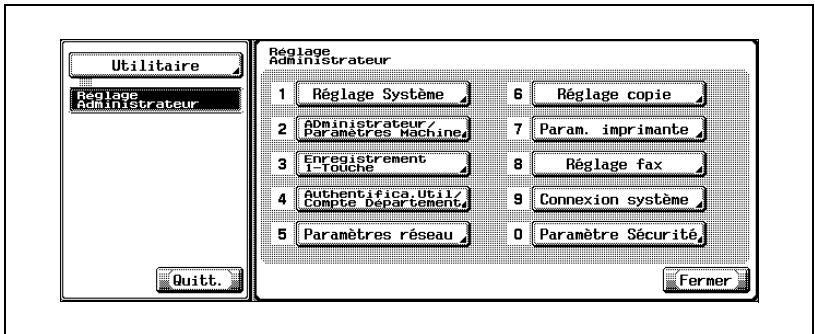 Utilitaire
Réglage
Administrateur
Quitt.
Réglage
Administrateur
1 Réglage Système
2 ADministrateur/
Paramètres Machine
3 Enregistrement
1-Touche
4 Authentifica.Util/
Compte Département
5 Paramètres réseau
6 Réglage copie
7 Param. imprimante
8 Réglage fax
9 Connexion système
0 Paramètre Sécurité
Fermer